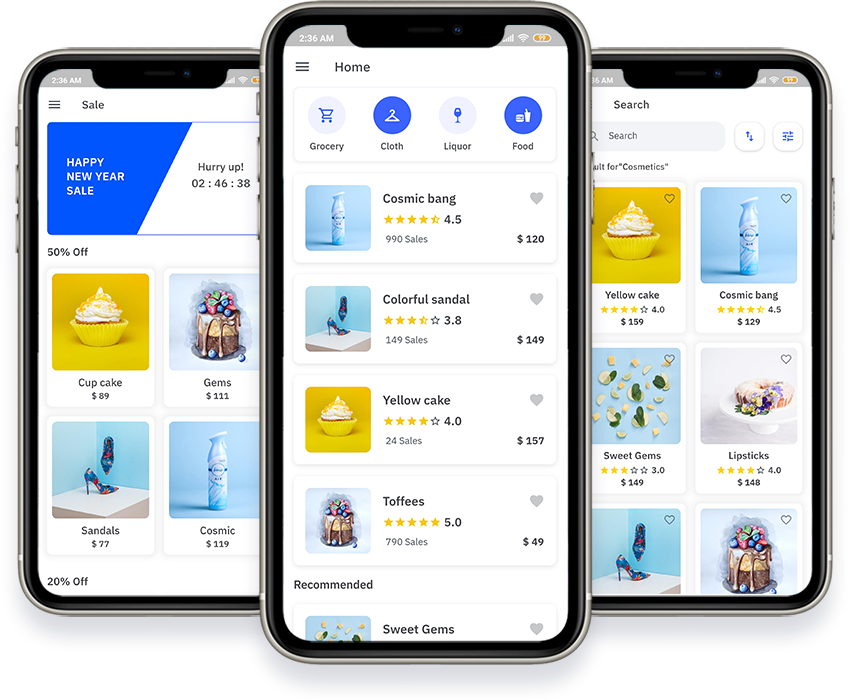 2:36 AM
Sale
HAPPY
NEW YEAR
SALE
Hurry up!
02 : 46 : 38
50% Off
Cup cake
$ 89
Gems
$ 111
Sandals
$ 77
Cosmic
$ 119
20% Off
2:36 AM
99
Home
Grocery
Cloth
Liquor
Food
Cosmic bang
4.5
990 Sales
$ 120
Colorful sandal
3.8
149 Sales
$ 149
Yellow cake
4.0
24 Sales
$ 157
Toffees
5.0
790 Sales
$ 49
Recommended
Sweet Gems
36 AM
99
Search
Search
ult for"Cosmetics"
Yellow cake
4.0
$ 159
Cosmic bang
4.5
$ 129
Sweet Gems
3.0
$ 149
Lipsticks
4.0
$ 148